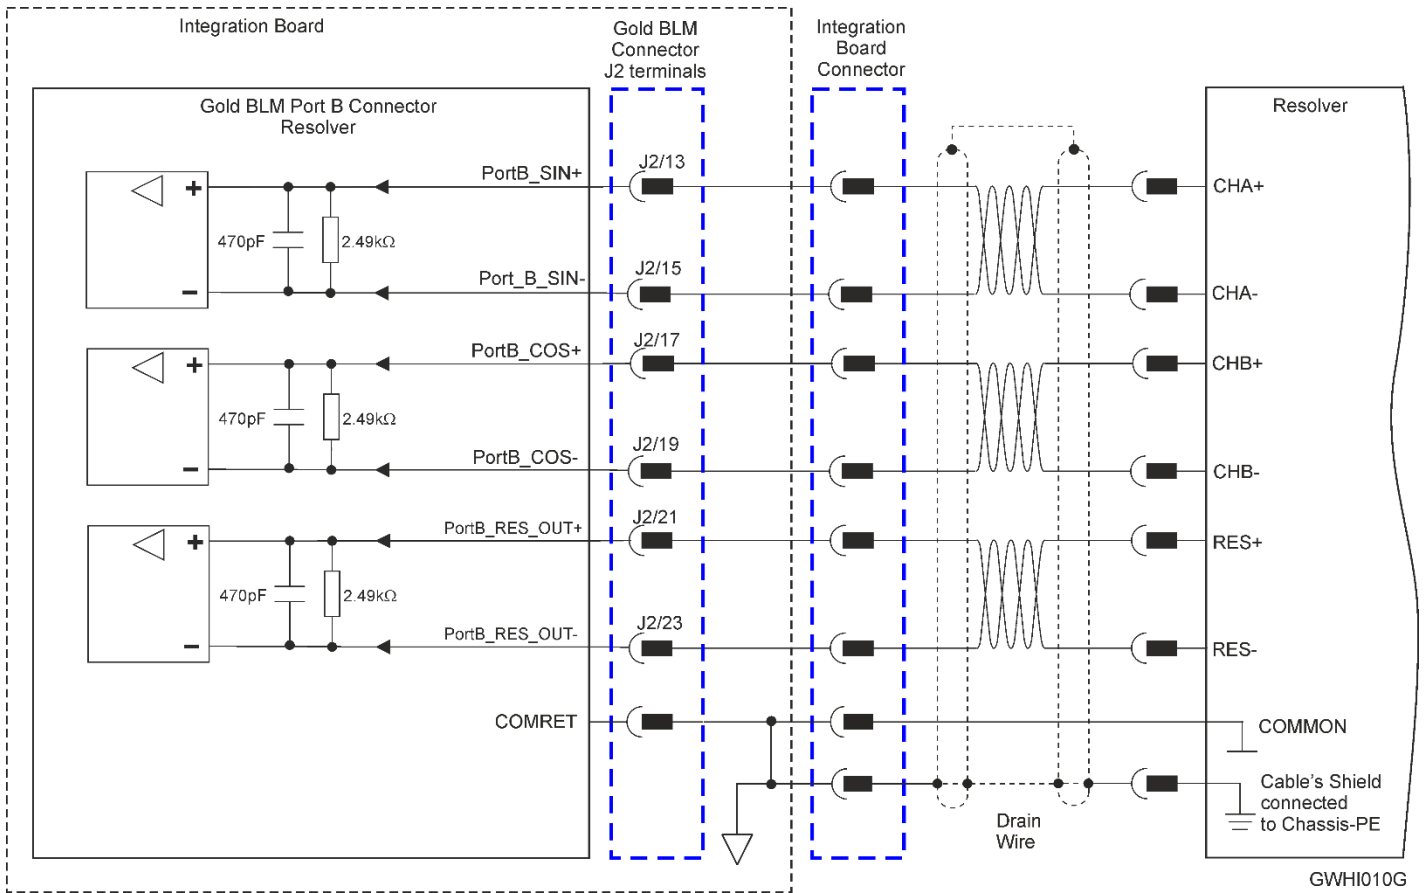 Integration Board
Gold BLM
Connector
J2 terminals
Integration
Board
Connector
Gold BLM Port B Connector
Resolver
Resolver
PortB_SIN+
J2/13
CHA+
470pF
2.49kΩ
Port_B_SIN-
J2/15
CHA-
PortB_COS+
J2/17
CHB+
470pF
2.49kΩ
PortB_COS-
J2/19
CHB-
PortB_RES_OUT+
J2/21
RES+
470pF
2.49kΩ
PortB_RES_OUT-
J2/23
RES-
COMRET
COMMON
Cable's Shield
connected
to Chassis-PE
Drain
Wire
GWHI010G